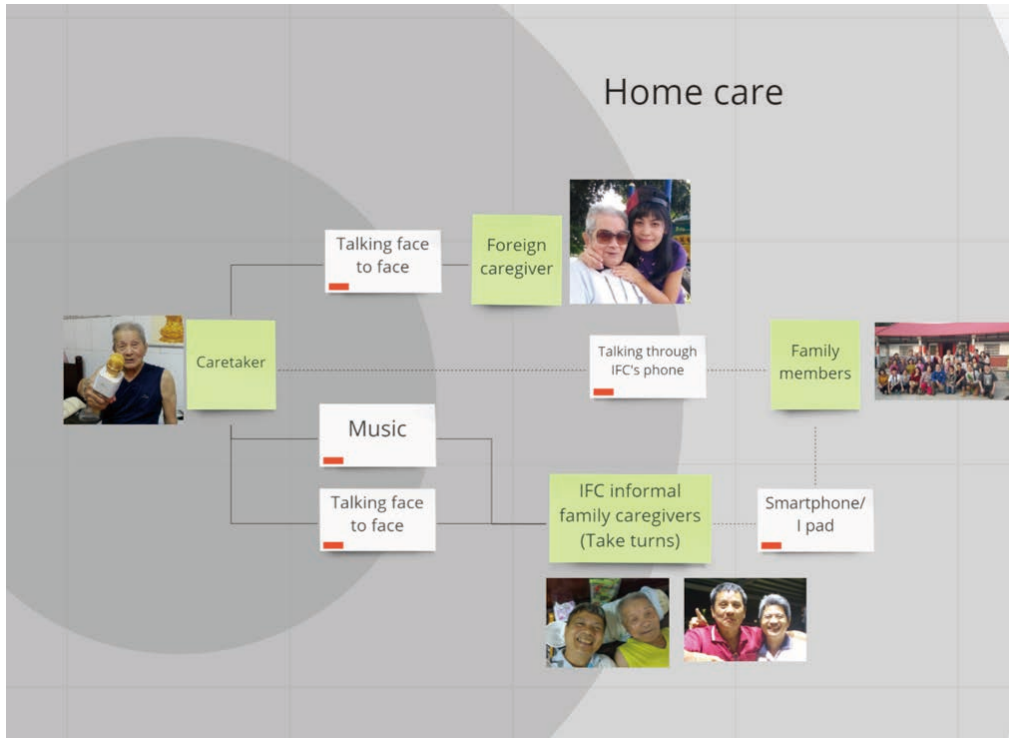 Home care
Talking face
to face
Foreign
caregiver
Caretaker
Talking through
IFC's phone
Family
members
Music
Talking face
to face
IFC informal
family caregivers
(Take turns)
Smartphone/
I pad